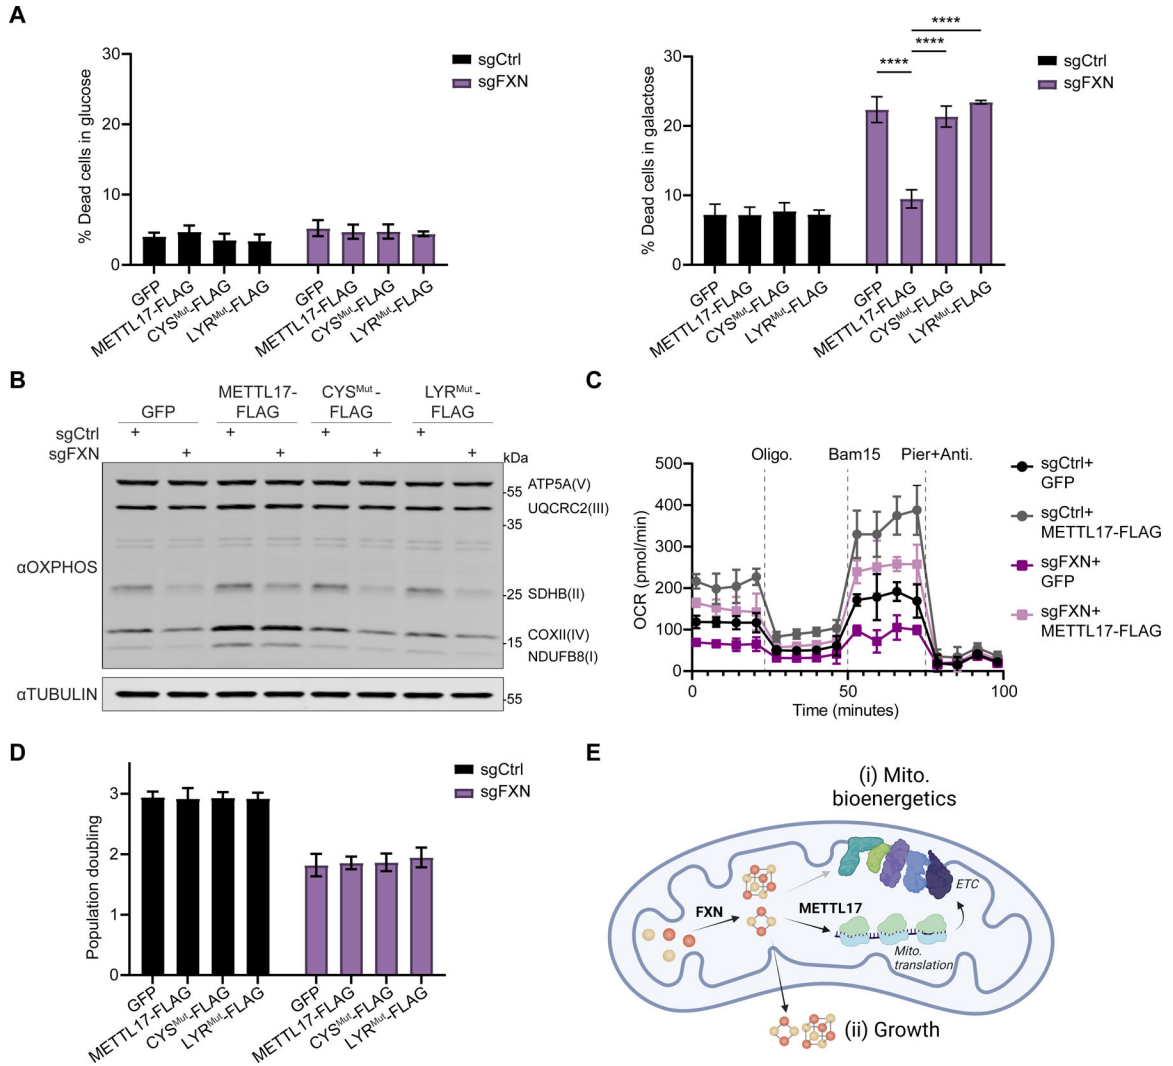 A
% Dead cells in glucose
30
20
10
0
GFP
METTL17-FLAG
CYSMut-FLAG
LYRMut-FLAG
GFP
METTL17-FLAG
CYSMut-FLAG
LYRMut-FLAG
sgCtrl
sgFXN
% Dead cells in galactose
30
20
10
0
****
****
****
GFP
METTL17-FLAG
CYSMut-FLAG
LYRMut-FLAG
GFP
METTL17-FLAG
CYSMut-FLAG
LYRMut-FLAG
sgCtrl
sgFXN
B
GFP
METTL17-
FLAG
CYSMut -
FLAG
LYRMut -
FLAG
sgCtrl + + + +
sgFXN + + + +
kDa
αOXPHOS
ATP5A(V)
-55
UQCRC2(III)
-35
-25 SDHB(II)
COXII(IV)
-15
NDUFB8(I)
αTUBULIN
-55
C
OCR (pmol/min)
500
400
300
200
100
0
Oligo. Bam15 Pier+Anti.
0 50 100
Time (minutes)
sgCtrl+
GFP
sgCtrl+
METTL17-FLAG
sgFXN+
GFP
sgFXN+
METTL17-FLAG
D
Population doubling
3
2
1
0
GFP
METTL17-FLAG
CYSMut-FLAG
LYRMut-FLAG
GFP
METTL17-FLAG
CYSMut-FLAG
LYRMut-FLAG
sgCtrl
sgFXN
E
(i) Mito.
bioenergetics
ETC
FXN
METTL17
Mito.
translation
(ii) Growth